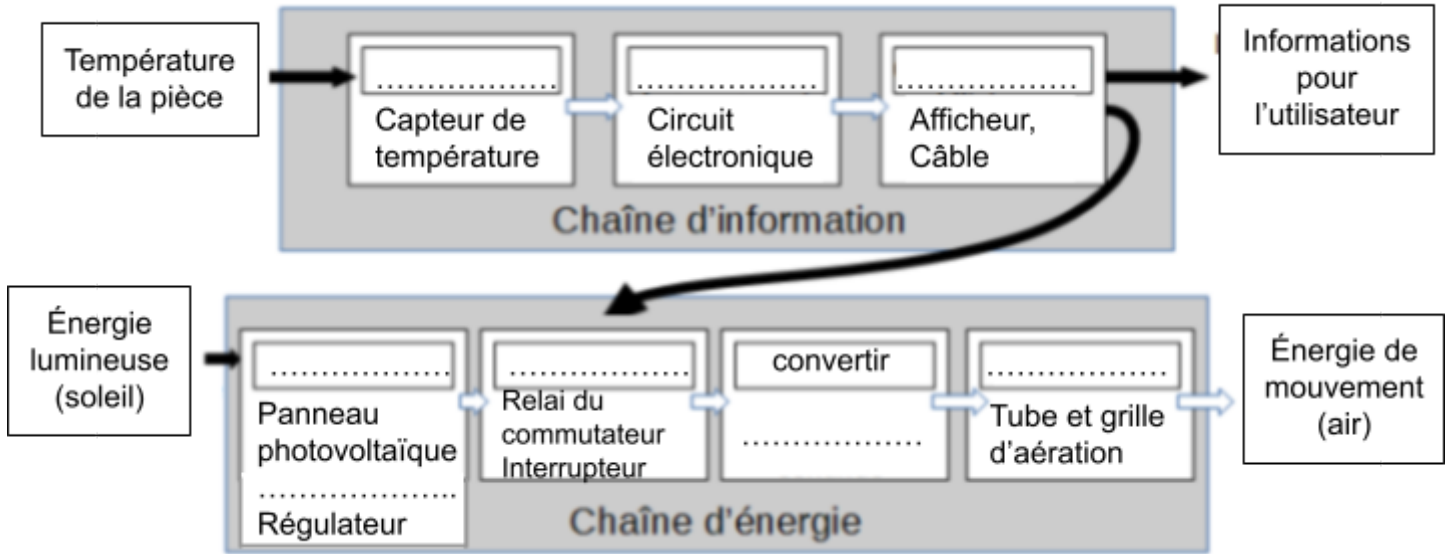 Température
de la pièce
....................
Capteur de
température
....................
Circuit
électronique
....................
Afficheur,
Câble
Informations
pour
l’utilisateur
Chaîne d’information
Énergie
lumineuse
(soleil)
....................
Panneau
photovoltaïque
......................
Régulateur
....................
Relai du
commutateur
Interrupteur
convertir
....................
....................
Tube et grille
d’aération
Énergie de
mouvement
(air)
Chaîne d’énergie